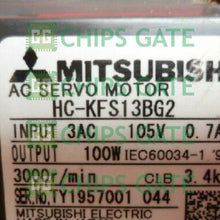 CHIPS GATE
MITSUBISHI
AC SERVO MOTOR
HC-KFS13BG2
INPUT 3AC 105V 0.7A
OUTPUT 100W IEC60034-1
3000r/min CLB 3.4k
SER.NO. TY1957001 044
MITSUBISHI ELECTRIC